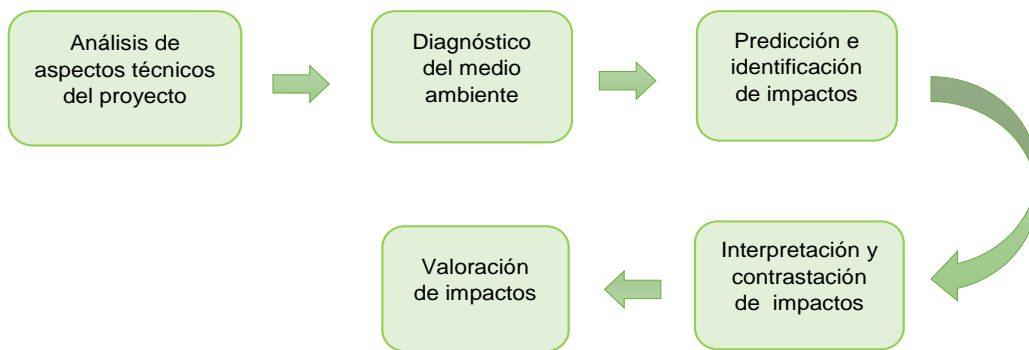 Análisis de
aspectos técnicos
del proyecto
Diagnóstico
del medio
ambiente
Predicción e
identificación
de impactos
Interpretación y
contrastación
de impactos
Valoración
de impactos